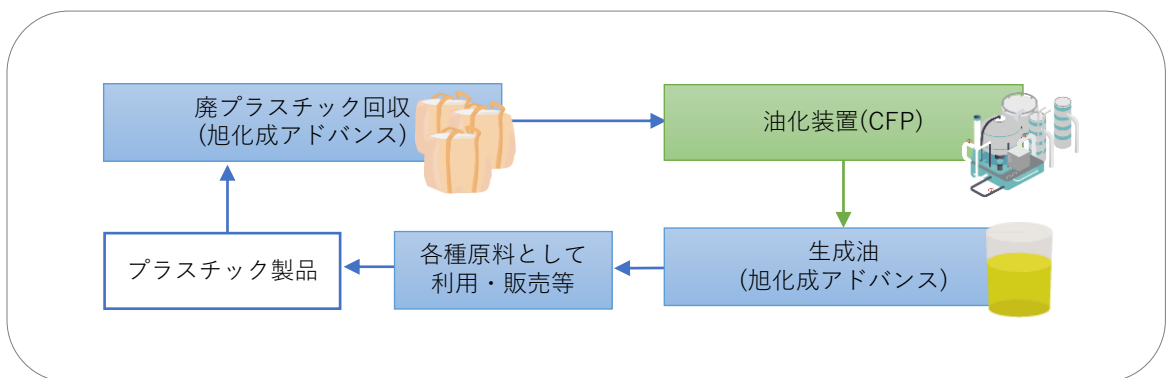 廃プラスチック回収
(旭化成アドバンス)
油化装置(CFP)
プラスチック製品
各種原料として
利用・販売等
生成油
(旭化成アドバンス)